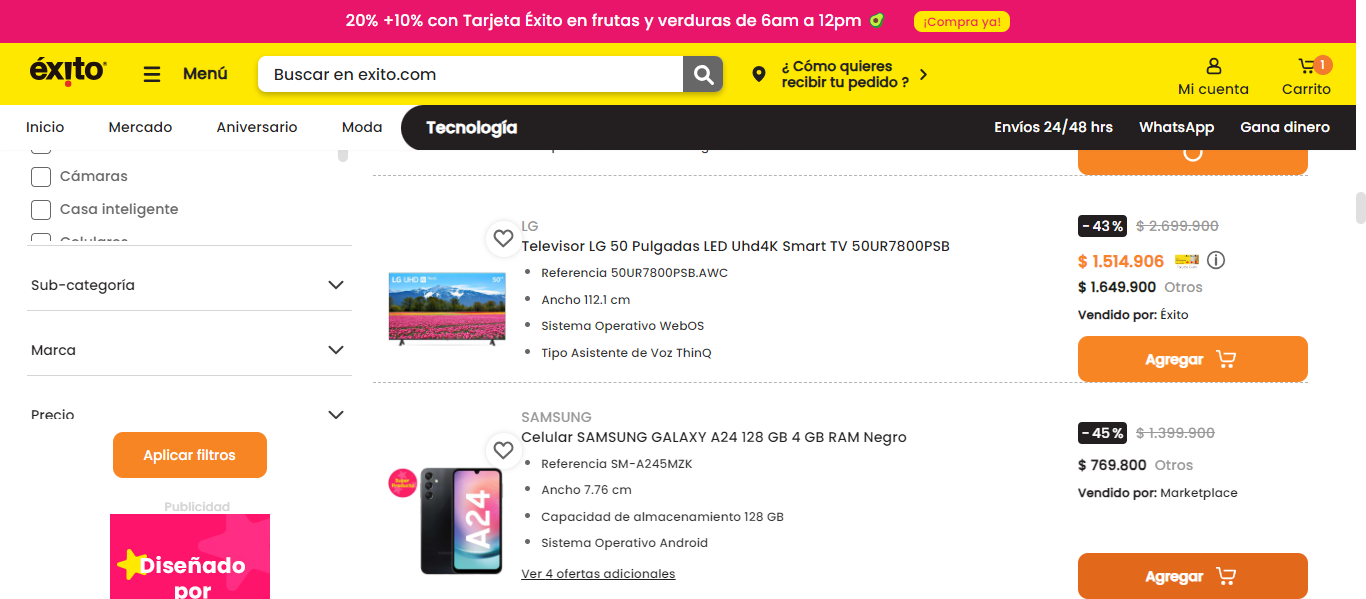 20% +10% con Tarjeta Éxito en frutas y verduras de 6am a 12pm
¡Compra ya!
éxito
Menú
Buscar en exito.com
¿ Cómo quieres
recibir tu pedido ?
Mi cuenta
1
Carrito
Inicio
Mercado
Aniversario
Moda
Tecnología
Envíos 24/48 hrs
WhatsApp
Gana dinero
Cámaras
Casa inteligente
Celulares
Sub-categoría
Marca
Precio
Aplicar filtros
Publicidad
Diseñado
por
LG
Televisor LG 50 Pulgadas LED Uhd4K Smart TV 50UR7800PSB
Referencia 50UR7800PSB.AWC
Ancho 112.1 cm
Sistema Operativo WebOS
Tipo Asistente de Voz ThinQ
LG UHD
50"
- 43 %
$ 2.699.900
$ 1.514.906
$ 1.649.900 Otros
Vendido por: Éxito
Agregar
SAMSUNG
Celular SAMSUNG GALAXY A24 128 GB 4 GB RAM Negro
Referencia SM-A245MZK
Ancho 7.76 cm
Capacidad de almacenamiento 128 GB
Sistema Operativo Android
Ver 4 ofertas adicionales
Super
Producto
A24
- 45 %
$ 1.399.900
$ 769.800 Otros
Vendido por: Marketplace
Agregar